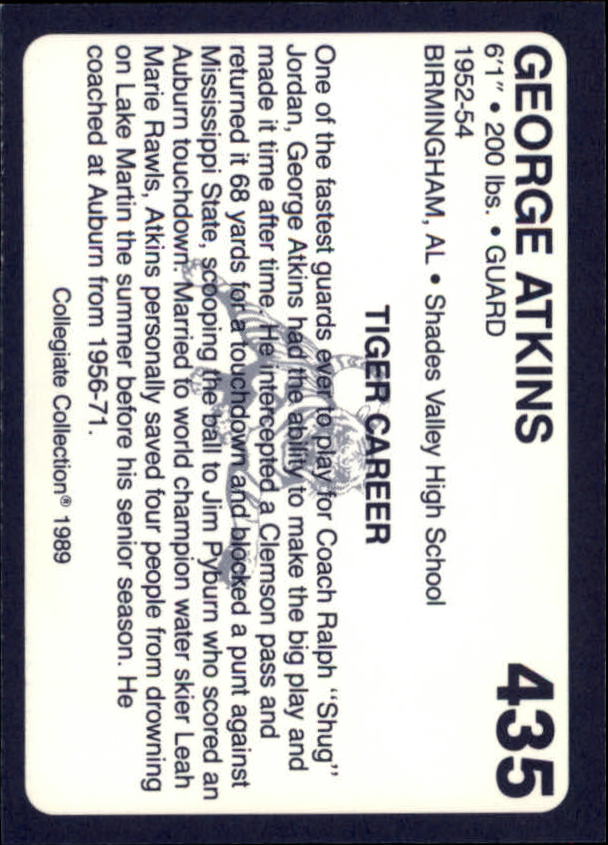 GEORGE ATKINS 435
6'1" • 200 lbs. • GUARD
1952-54
BIRMINGHAM, AL • Shades Valley High School
TIGER CAREER
One of the fastest guards ever to play for Coach Ralph "Shug"
Jordan, George Atkins had the ability to make the big play and
made it time after time. He intercepted a Clemson pass and
returned it 68 yards for a touchdown and blocked a punt against
Mississippi State, scooping the ball to Jim Pyburn who scored an
Auburn touchdown. Married to world champion water skier Leah
Marie Rawls, Atkins personally saved four people from drowning
on Lake Martin the summer before his senior season. He
coached at Auburn from 1956-71.
Collegiate Collection® 1989